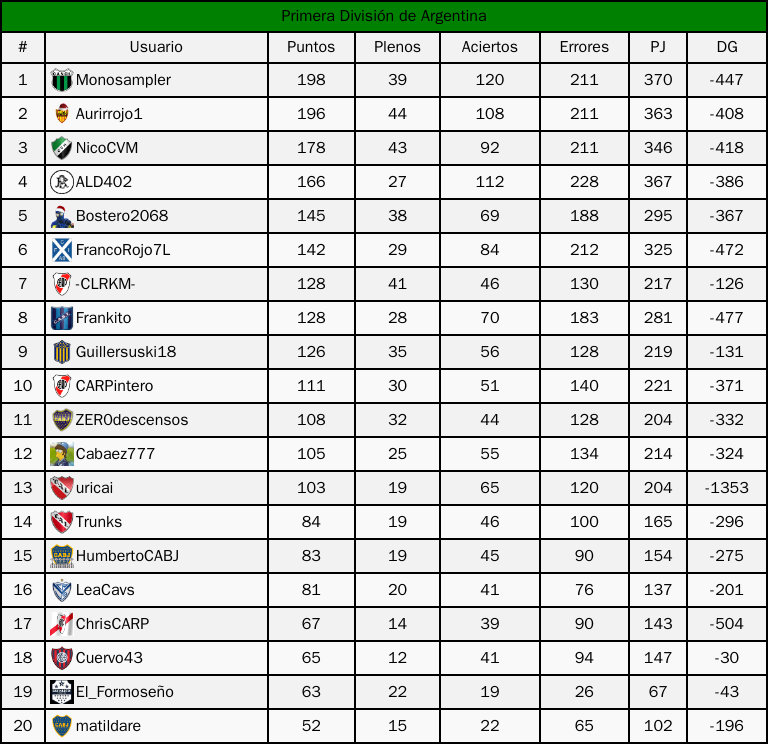 Primera División de Argentina
# Usuario Puntos Plenos Aciertos Errores PJ DG
1 Monosampler 198 39 120 211 370 -447
2 Aurirrojo1 196 44 108 211 363 -408
3 NicoCVM 178 43 92 211 346 -418
4 ALD402 166 27 112 228 367 -386
5 Bostero2068 145 38 69 188 295 -367
6 FrancoRojo7L 142 29 84 212 325 -472
7 -CLRKM- 128 41 46 130 217 -126
8 Frankito 128 28 70 183 281 -477
9 Guillersuski18 126 35 56 128 219 -131
10 CARPintero 111 30 51 140 221 -371
11 ZER0descensos 108 32 44 128 204 -332
12 Cabaez777 105 25 55 134 214 -324
13 uricai 103 19 65 120 204 -1353
14 Trunks 84 19 46 100 165 -296
15 HumbertoCABJ 83 19 45 90 154 -275
16 LeaCavs 81 20 41 76 137 -201
17 ChrisCARP 67 14 39 90 143 -504
18 Cuervo43 65 12 41 94 147 -30
19 El_Formoseño 63 22 19 26 67 -43
20 matildare 52 15 22 65 102 -196